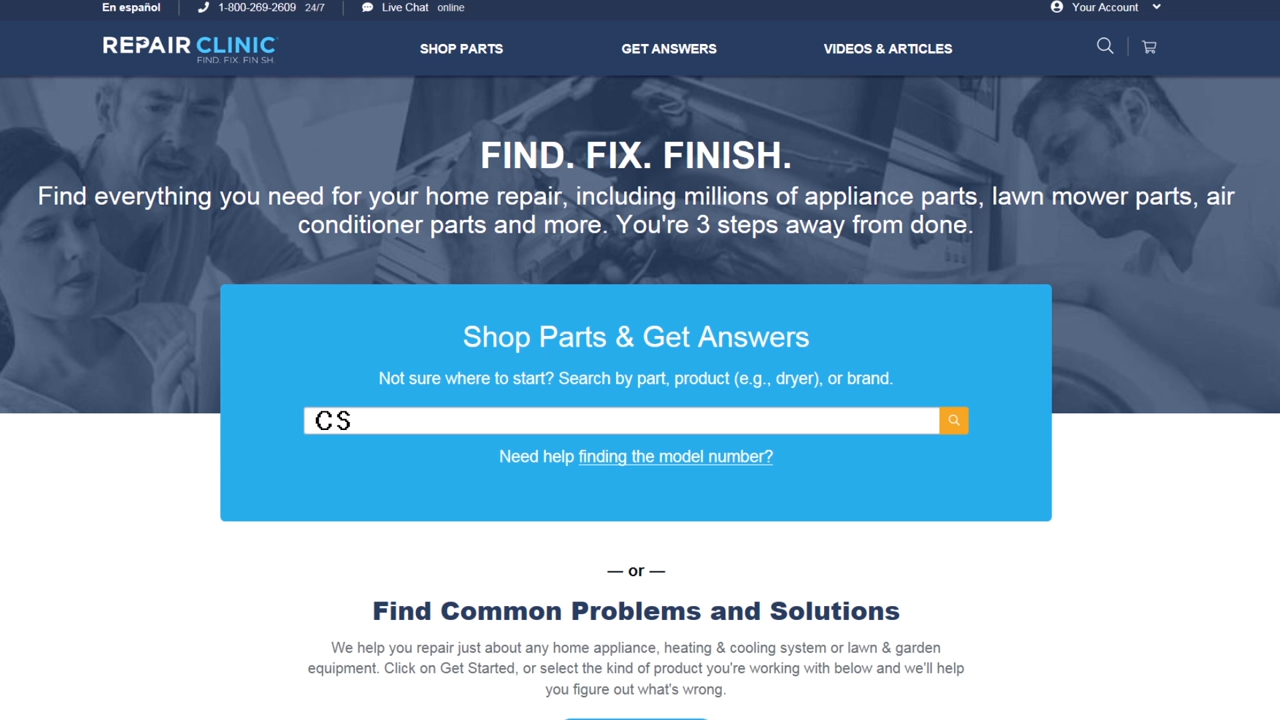 En español 1-800-269-2609 24/7 Live Chat online Your Account
REPAIR CLINIC SHOP PARTS GET ANSWERS VIDEOS & ARTICLES
FIND. FIX. FINISH.
FIND. FIX. FINISH.
Find everything you need for your home repair, including millions of appliance parts, lawn mower parts, air
conditioner parts and more. You're 3 steps away from done.
Shop Parts & Get Answers
Not sure where to start? Search by part, product (e.g., dryer), or brand.
CS
Need help finding the model number?
— or —
Find Common Problems and Solutions
We help you repair just about any home appliance, heating & cooling system or lawn & garden
equipment. Click on Get Started, or select the kind of product you're working with below and we'll help
you figure out what's wrong.